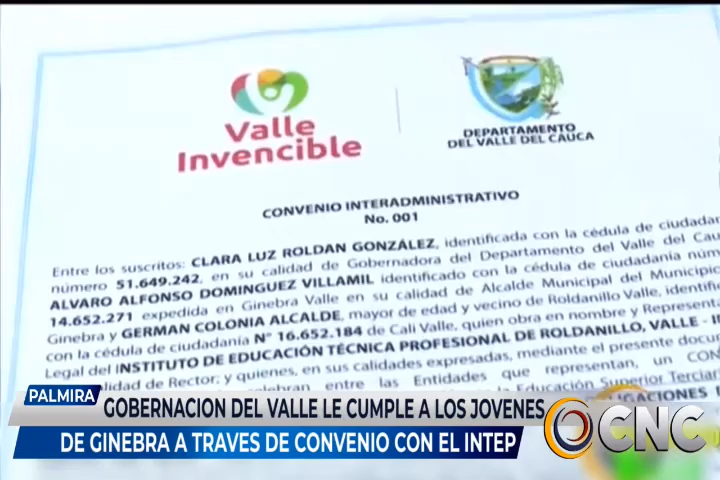 Valle
Invencible
DEPARTAMENTO
DEL VALLE DEL CAUCA
CONVENIO INTERADMINISTRATIVO
No. 001
Entre los suscritos: CLARA LUZ ROLDAN GONZÁLEZ, identificada con la cédula de ciudadan
número 51.649.242, en su calidad de Gobernadora del Departamento del Valle del Cau
ALVARO ALFONSO DOMINGUEZ VILLAMIL identificado con la cédula de ciudadanía núm
14.652.271 expedida en Ginebra Valle en su calidad de Alcalde Municipal del Municipio
Ginebra y GERMAN COLONIA ALCALDE, mayor de edad y vecino de Roldanillo Valle, identific
con la cédula de ciudadanía N° 16.652.184 de Cali Valle, quien obra en nombre y Represent
Legal del INSTITUTO DE EDUCACIÓN TÉCNICA PROFESIONAL DE ROLDANILLO, VALLE - IN
calidad de Rector; y quienes, en sus calidades expresadas, mediante el presente docu
celebran entre las Entidades que representan, un CON
la Educación Superior Terciar
PALMIRA
GOBERNACION DEL VALLE LE CUMPLE A LOS JOVENES
DE GINEBRA A TRAVES DE CONVENIO CON EL INTEP
CNC